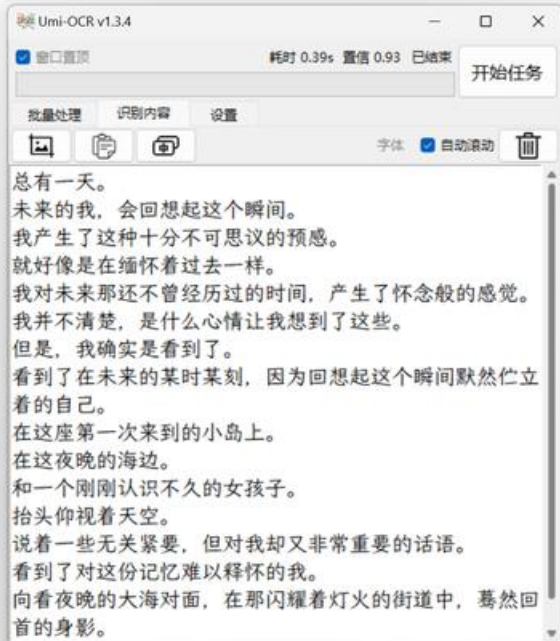 Umi-OCR v1.3.4
窗口置顶
耗时 0.39s 置信 0.93 已结束
开始任务
批量处理 识别内容 设置
字体 自动滚动
总有一天。
未来的我，会回想起这个瞬间。
我产生了这种十分不可思议的预感。
就好像是在缅怀着过去一样。
我对未来那还不曾经历过的时间，产生了怀念般的感觉。
我并不清楚，是什么心情让我想到了这些。
但是，我确实是看到了。
看到了在未来的某时某刻，因为回想起这个瞬间默然伫立
着的自己。
在这座第一次来到的小岛上。
在这夜晚的海边。
和一个刚刚认识不久的女孩子。
抬头仰视着天空。
说着一些无关紧要，但对我却又非常重要的话语。
看到了对这份记忆难以释怀的我。
向看夜晚的大海对面，在那闪耀着灯火的街道中，蓦然回
首的身影。